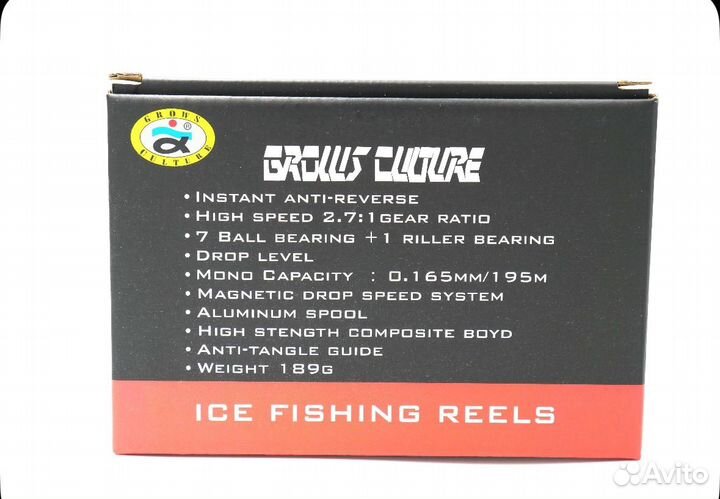 GROWS CULTURE
®
GROWS CULTURE
• INSTANT ANTI-REVERSE
• HIGH SPEED 2.7:1GEAR RATIO
• 7 BALL BEARING +1 RILLER BEARING
• DROP LEVEL
• MONO CAPACITY : 0.165MM/195M
• MAGNETIC DROP SPEED SYSTEM
• ALUMINUM SPOOL
• HIGH STENGTH COMPOSITE BOYD
• ANTI-TANGLE GUIDE
• WEIGHT 189G
ICE FISHING REELS
Avito